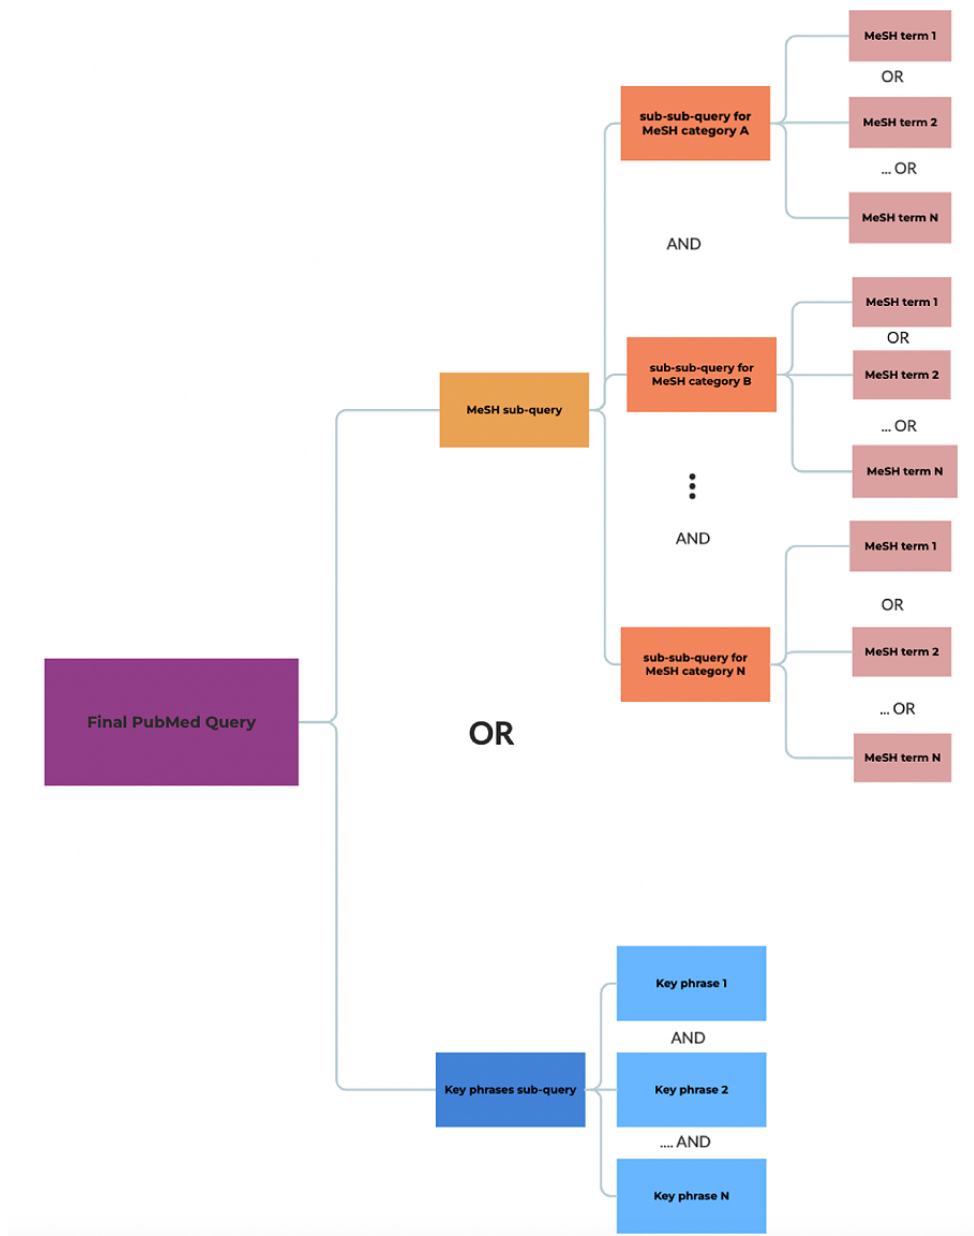 MeSH term 1
OR
sub-sub-query for
MeSH category A
MeSH term 2
... OR
MeSH term N
AND
MeSH term 1
OR
sub-sub-query for
MeSH category B
MeSH term 2
MeSH sub-query
... OR
MeSH term N
AND
MeSH term 1
OR
sub-sub-query for
MeSH category N
MeSH term 2
... OR
Final PubMed Query
OR
MeSH term N
Key phrase 1
AND
Key phrases sub-query
Key phrase 2
.... AND
Key phrase N